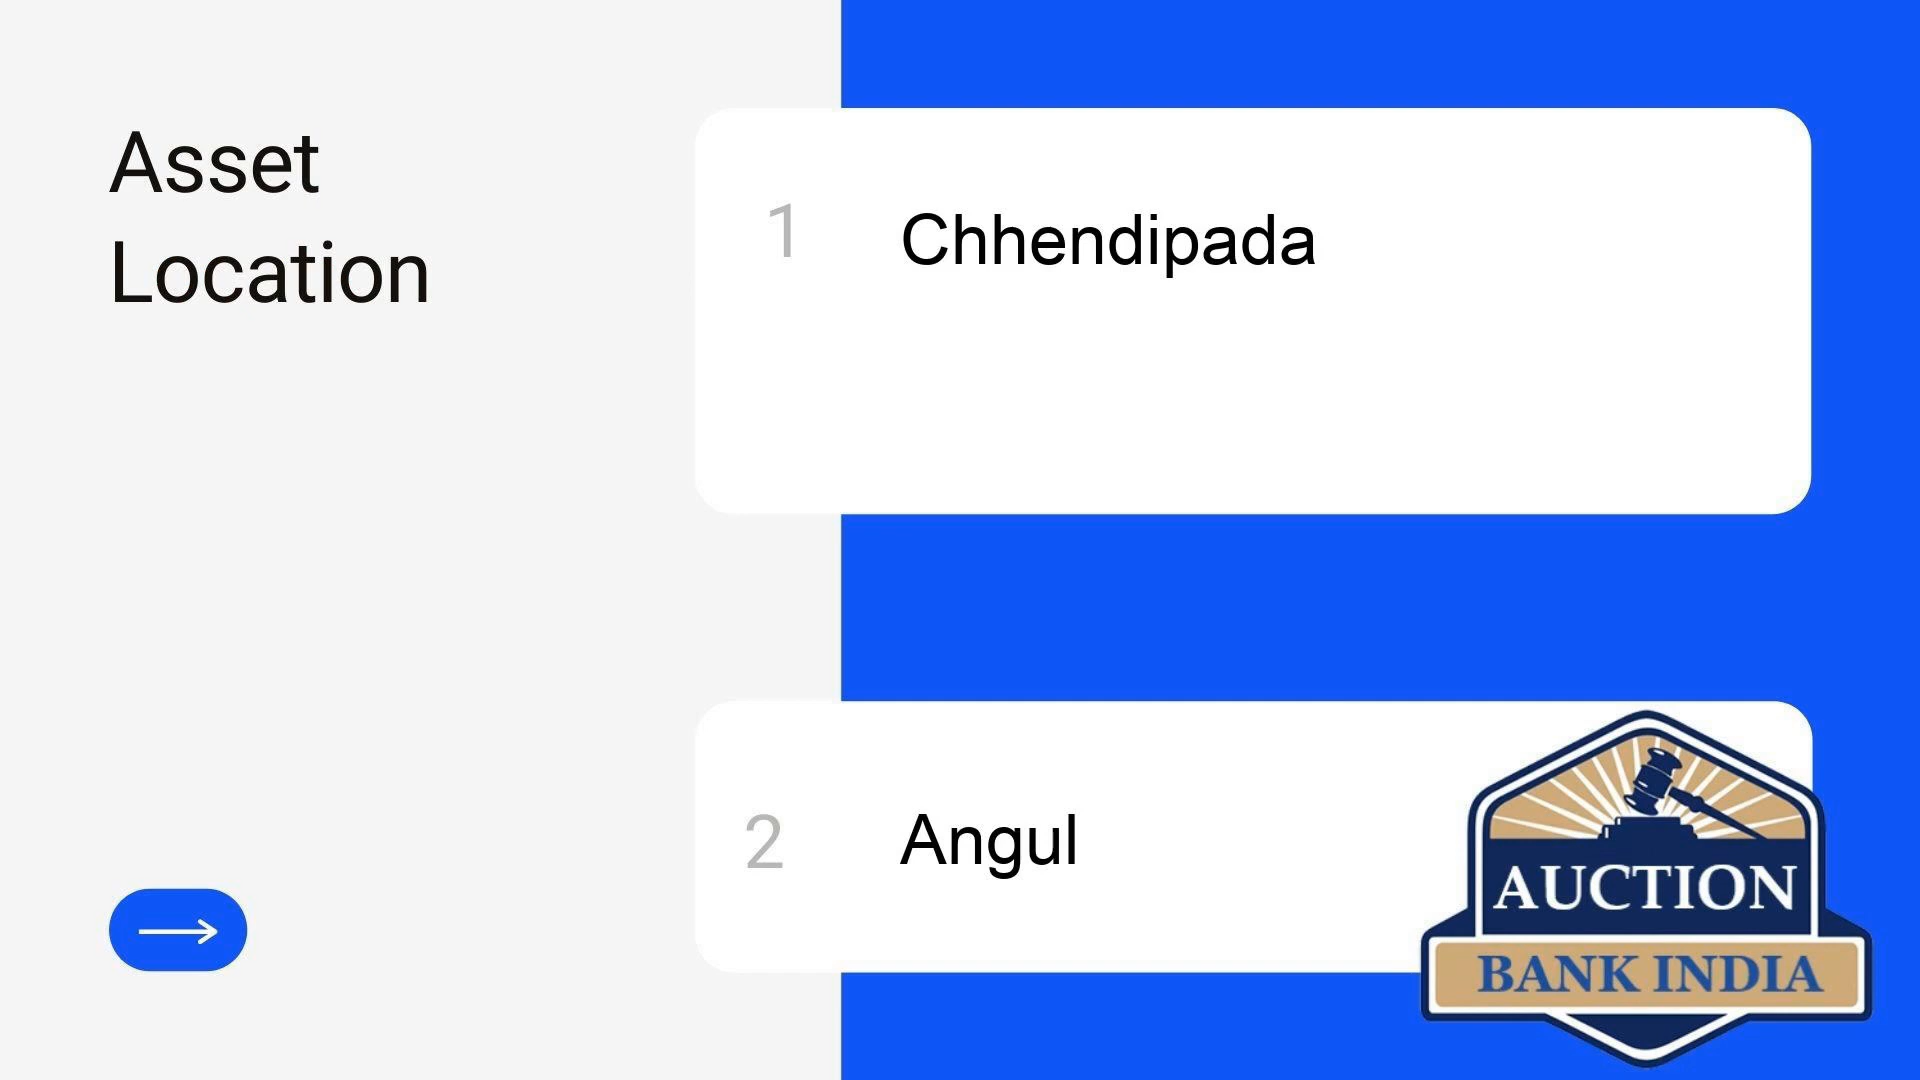 Asset
Location
1
Chhendipada
2
Angul
AUCTION
BANK INDIA